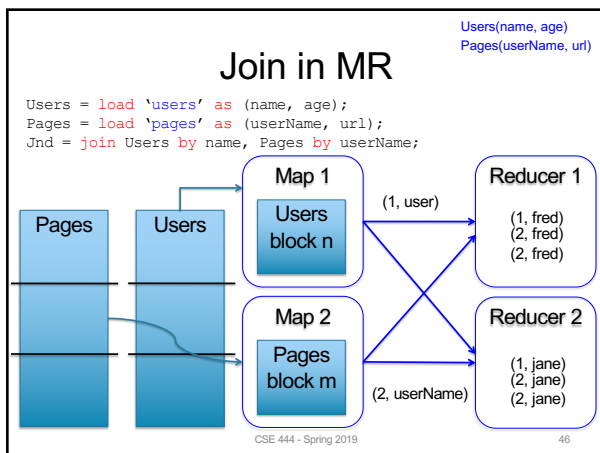 Users(name, age)
Pages(userName, url)
Join in MR
Users = load ‘users’ as (name, age);
Pages = load ‘pages’ as (userName, url);
Jnd = join Users by name, Pages by userName;
Pages
Users
Map 1
Users
block n
(1, user)
Reducer 1
(1, fred)
(2, fred)
(2, fred)
Map 2
Pages
block m
(2, userName)
Reducer 2
(1, jane)
(2, jane)
(2, jane)
CSE 444 - Spring 2019
46